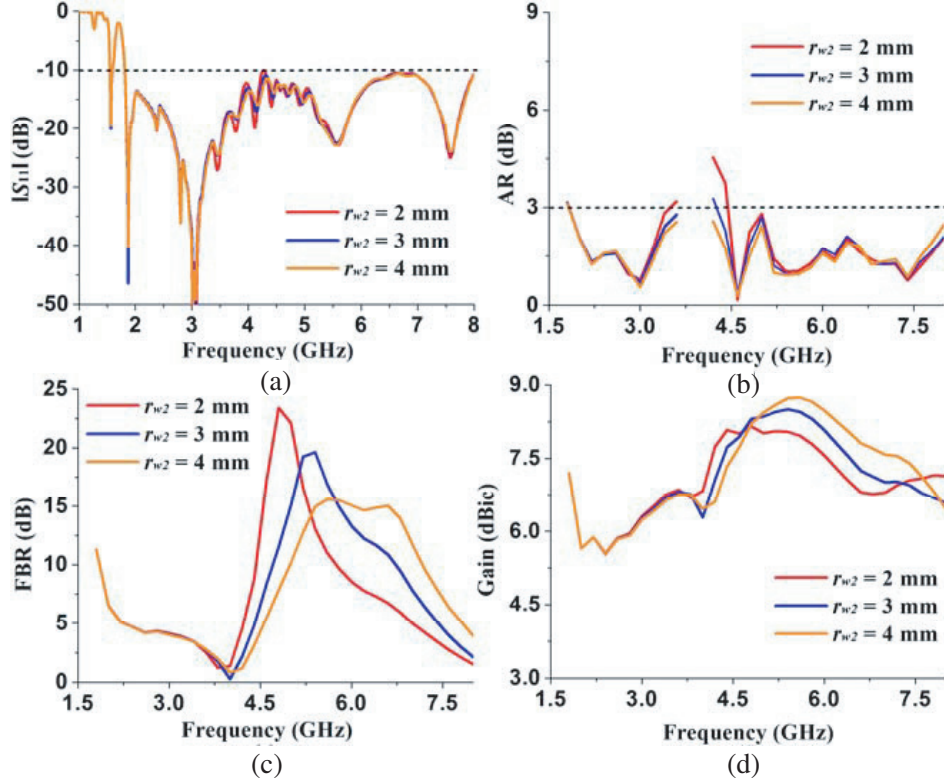 0
-10
-20
-30
-40
-50
|S11| (dB)
rw2 = 2 mm
rw2 = 3 mm
rw2 = 4 mm
1 2 3 4 5 6 7 8
Frequency (GHz)
(a)
9
6
3
0
AR (dB)
rw2 = 2 mm
rw2 = 3 mm
rw2 = 4 mm
1.5 3.0 4.5 6.0 7.5
Frequency (GHz)
(b)
25
20
15
10
5
0
FBR (dB)
rw2 = 2 mm
rw2 = 3 mm
rw2 = 4 mm
1.5 3.0 4.5 6.0 7.5
Frequency (GHz)
(c)
9.0
7.5
6.0
4.5
3.0
Gain (dBic)
rw2 = 2 mm
rw2 = 3 mm
rw2 = 4 mm
1.5 3.0 4.5 6.0 7.5
Frequency (GHz)
(d)